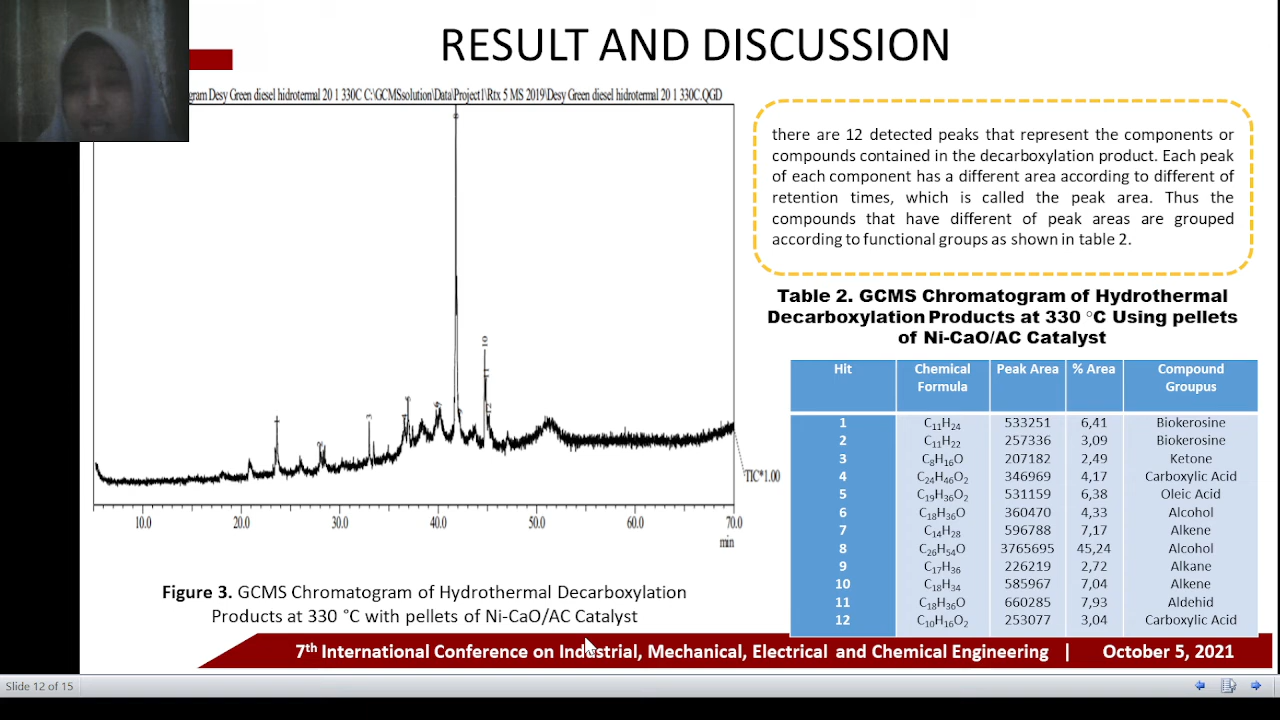 RESULT AND DISCUSSION
gram Desy Green diesel hidrotermal 20 1 330C C:\GCMSsolution\Data\Project1\Rtx 5 MS 2019\Desy Green diesel hidrotermal 20 1 330C.QGD
8
10
11
12
1
2
3
4
5
6
TIC*1.00
10.0 20.0 30.0 40.0 50.0 60.0 70.0
min
Figure 3. GCMS Chromatogram of Hydrothermal Decarboxylation
Products at 330 °C with pellets of Ni-CaO/AC Catalyst
there are 12 detected peaks that represent the components or
compounds contained in the decarboxylation product. Each peak
of each component has a different area according to different of
retention times, which is called the peak area. Thus the
compounds that have different of peak areas are grouped
according to functional groups as shown in table 2.
Table 2. GCMS Chromatogram of Hydrothermal
Decarboxylation Products at 330 °C Using pellets
of Ni-CaO/AC Catalyst
Hit Chemical Formula Peak Area % Area Compound Groupus
1 C₁₁H₂₄ 533251 6,41 Biokerosine
2 C₁₁H₂₂ 257336 3,09 Biokerosine
3 C₈H₁₆O 207182 2,49 Ketone
4 C₂₄H₄₆O₂ 346969 4,17 Carboxylic Acid
5 C₁₉H₃₆O₂ 531159 6,38 Oleic Acid
6 C₁₈H₃₆O 360470 4,33 Alcohol
7 C₁₄H₂₈ 596788 7,17 Alkene
8 C₂₆H₅₄O 3765695 45,24 Alcohol
9 C₁₇H₃₆ 226219 2,72 Alkane
10 C₁₈H₃₄ 585967 7,04 Alkene
11 C₁₈H₃₆O 660285 7,93 Aldehid
12 C₁₀H₁₆O₂ 253077 3,04 Carboxylic Acid
7th International Conference on Industrial, Mechanical, Electrical and Chemical Engineering | October 5, 2021
Slide 12 of 15